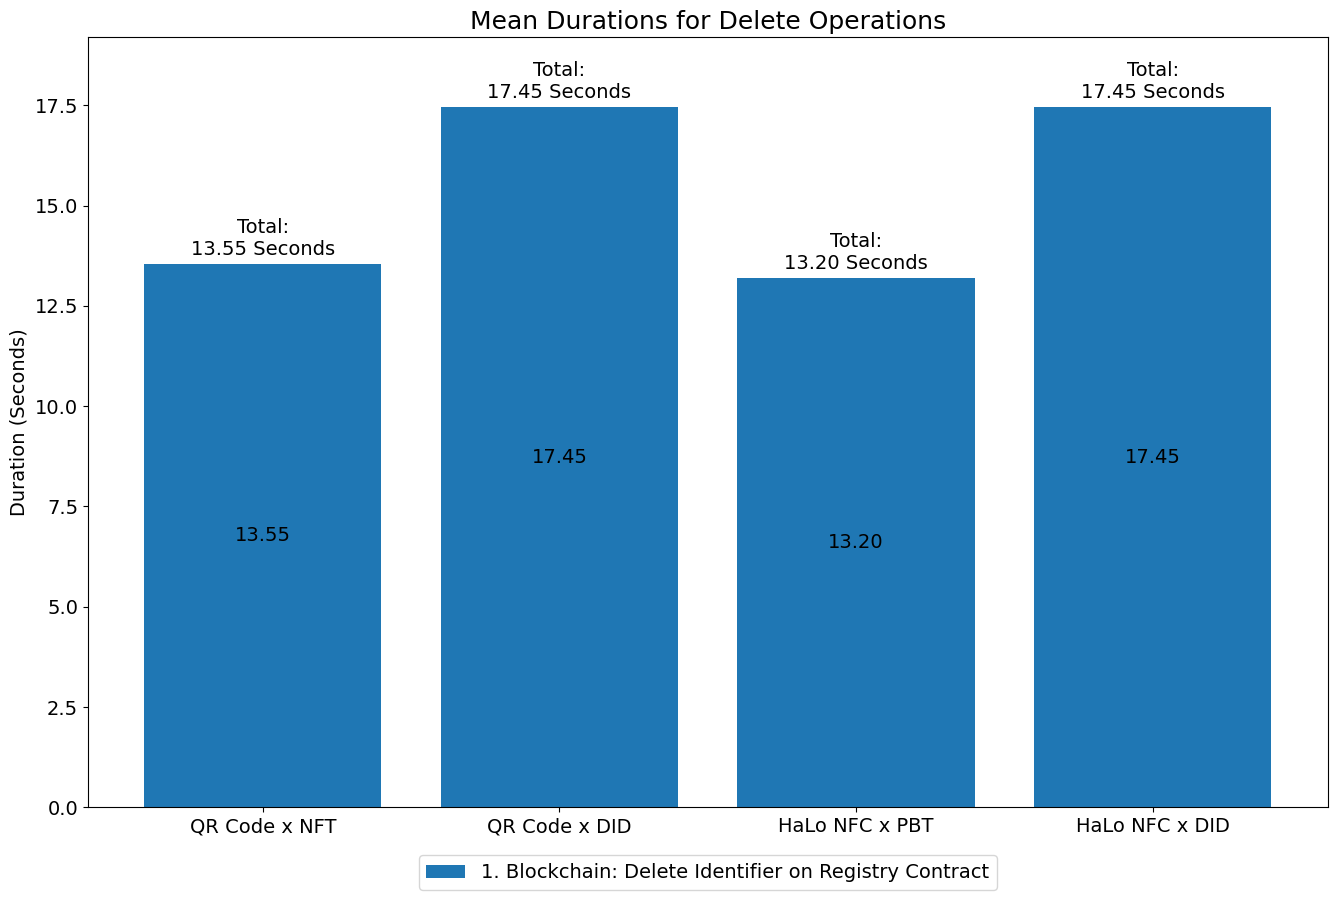 Mean Durations for Delete Operations
Duration (Seconds)
17.5
15.0
12.5
10.0
7.5
5.0
2.5
0.0
Total:
13.55 Seconds
13.55
Total:
17.45 Seconds
17.45
Total:
13.20 Seconds
13.20
Total:
17.45 Seconds
17.45
QR Code x NFT
QR Code x DID
HaLo NFC x PBT
HaLo NFC x DID
1. Blockchain: Delete Identifier on Registry Contract